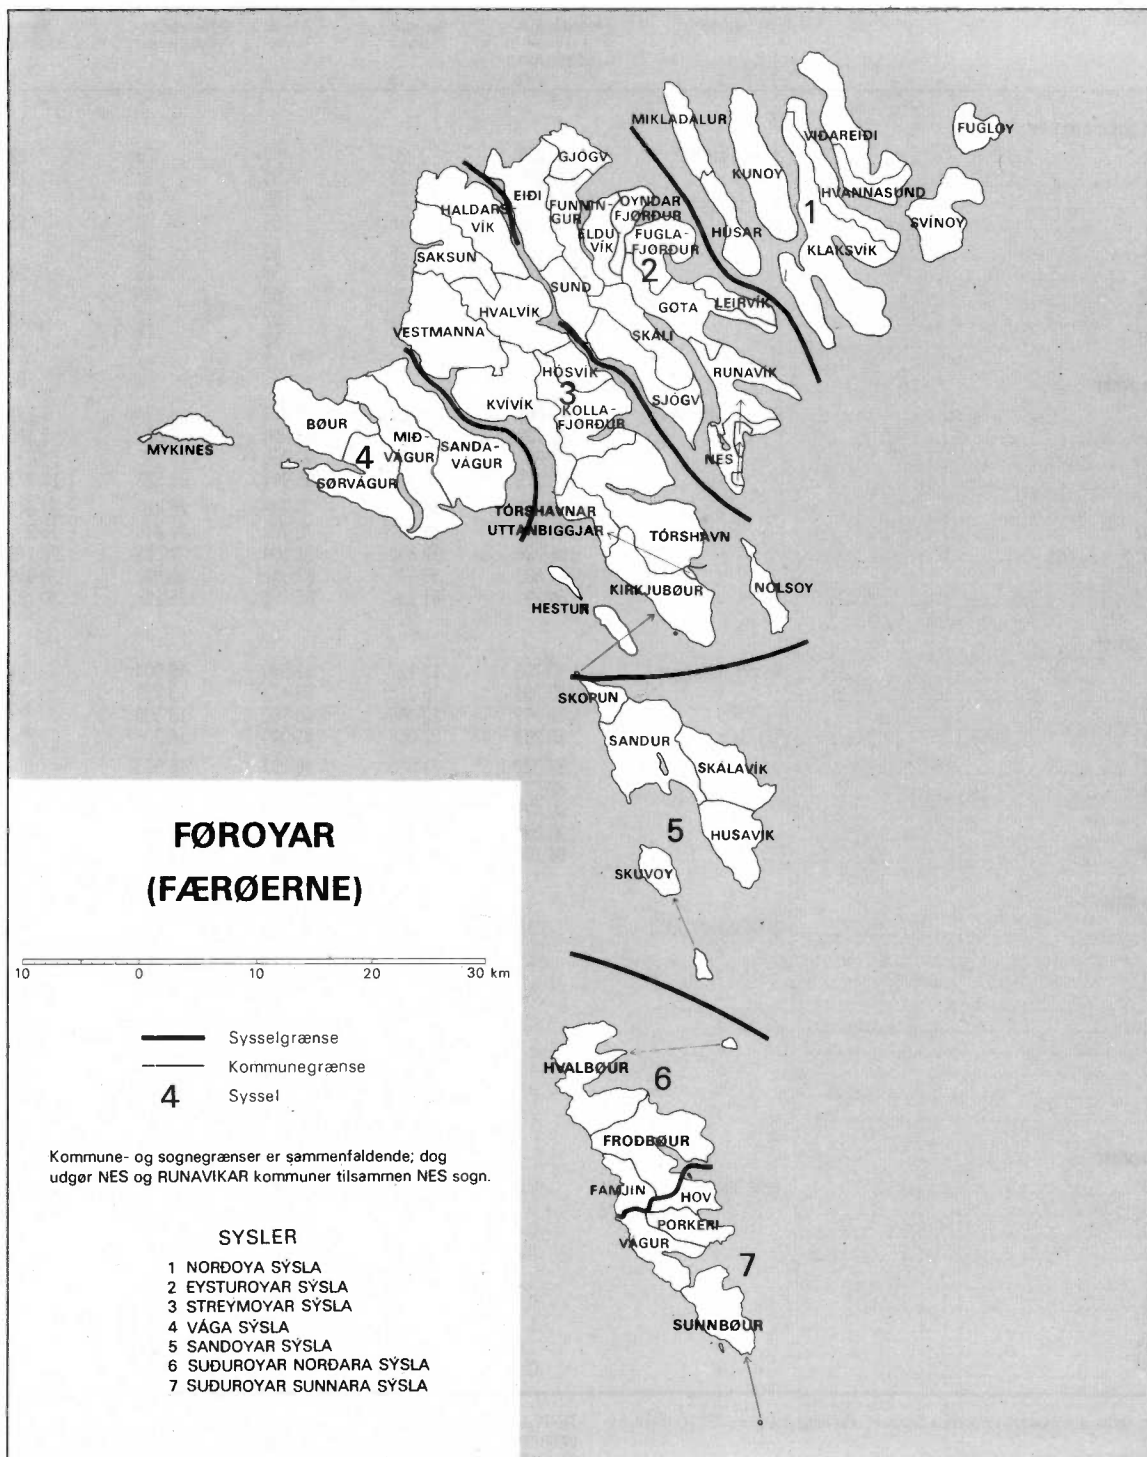 MIKLADALUR
VIÐAREIÐI
FUGLOY
GJÓGV
KUNOY
EIÐI
HVANNASUND
FUNNIN-
GUR
OYNDAR
FJØRÐUR
HALDARS-
VÍK
1
SVÍNOY
ELDU-
VÍK
FUGLA-
FJØRÐUR
HUSAR
KLAKSVÍK
SAKSUN
2
SUND
GØTA
LEIRVÍK
HVALVÍK
VESTMANNA
SKÁLI
HÓSVÍK
RUNAVÍK
3
KVÍVÍK
SJÓGV
KOLLA-
FJØRÐUR
BØUR
MIÐ-
VÁGUR
SANDA-
VÁGUR
MYKINES
4
NES
SØRVÁGUR
TÓRSHAVNAR
UTTANBIGGJAR
TÓRSHAVN
KIRKJUBØUR
NOLSOY
HESTUR
SKOPUN
SANDUR
SKÁLAVÍK
5
HUSAVÍK
SKUVOY
FØROYAR
(FÆRØERNE)
10 0 10 20 30 km
Sysselgrænse
Kommunegrænse
4 Syssel
HVALBØUR
6
FROÐBØUR
FAMJIN
HOV
PORKERI
VÁGUR
7
SUNNBØUR
Kommune- og sognegrænser er sammenfaldende; dog
udgør NES og RUNAVIKAR kommuner tilsammen NES sogn.
SYSLER
1 NORÐOYA SÝSLA
2 EYSTUROYAR SÝSLA
3 STREYMOYAR SÝSLA
4 VÁGA SÝSLA
5 SANDOYAR SÝSLA
6 SUÐUROYAR NORÐARA SÝSLA
7 SUÐUROYAR SUNNARA SÝSLA